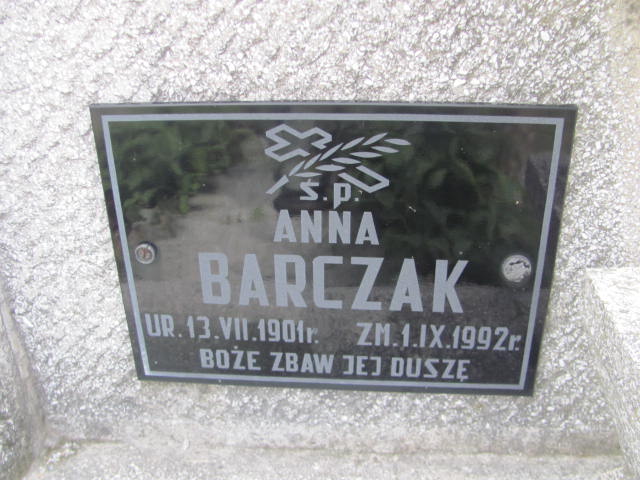 Ś.p.
ANNA
BARCZAK
UR. 13.VII.1901r. ZM.1.IX.1992r.
BOŻE ZBAW JEJ DUSZĘ